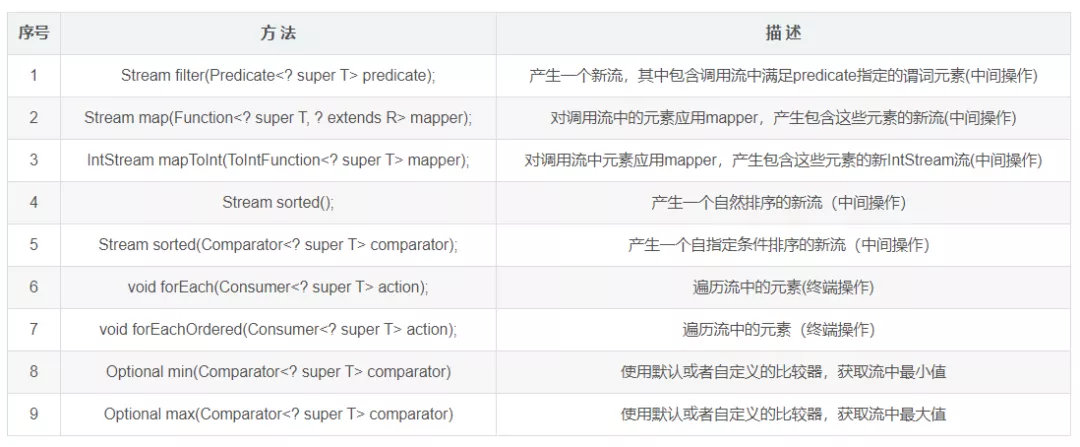 序号 方 法 描 述
1 Stream filter(Predicate<? super T> predicate); 产生一个新流，其中包含调用流中满足predicate指定的谓词元素(中间操作)
2 Stream map(Function<? super T, ? extends R> mapper); 对调用流中的元素应用mapper，产生包含这些元素的新流(中间操作)
3 IntStream mapToInt(ToIntFunction<? super T> mapper); 对调用流中元素应用mapper，产生包含这些元素的新IntStream流(中间操作)
4 Stream sorted(); 产生一个自然排序的新流（中间操作）
5 Stream sorted(Comparator<? super T> comparator); 产生一个自指定条件排序的新流（中间操作）
6 void forEach(Consumer<? super T> action); 遍历流中的元素(终端操作)
7 void forEachOrdered(Consumer<? super T> action); 遍历流中的元素（终端操作）
8 Optional min(Comparator<? super T> comparator) 使用默认或者自定义的比较器，获取流中最小值
9 Optional max(Comparator<? super T> comparator) 使用默认或者自定义的比较器，获取流中最大值